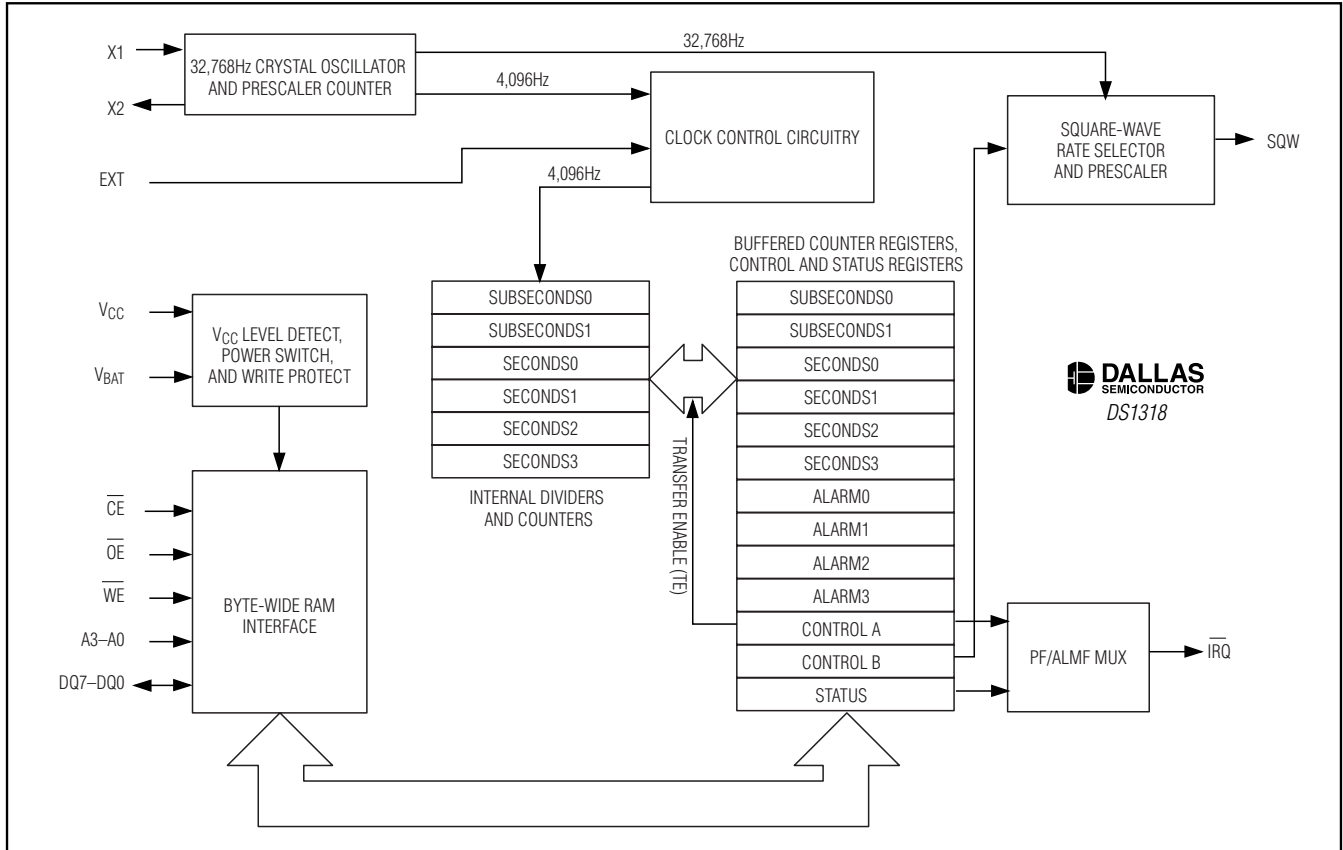 X1
X2
32,768Hz CRYSTAL OSCILLATOR
AND PRESCALER COUNTER
32,768Hz
4,096Hz
EXT
CLOCK CONTROL CIRCUITRY
4,096Hz
SQUARE-WAVE
RATE SELECTOR
AND PRESCALER
SQW
VCC
VBAT
VCC LEVEL DETECT,
POWER SWITCH,
AND WRITE PROTECT
SUBSECONDS0
SUBSECONDS1
SECONDS0
SECONDS1
SECONDS2
SECONDS3
INTERNAL DIVIDERS
AND COUNTERS
TRANSFER ENABLE (TE)
BUFFERED COUNTER REGISTERS,
CONTROL AND STATUS REGISTERS
SUBSECONDS0
SUBSECONDS1
SECONDS0
SECONDS1
SECONDS2
SECONDS3
ALARM0
ALARM1
ALARM2
ALARM3
CONTROL A
CONTROL B
STATUS
DALLAS
SEMICONDUCTOR
DS1318
C̅E̅
O̅E̅
W̅E̅
A3–A0
DQ7–DQ0
BYTE-WIDE RAM
INTERFACE
PF/ALMF MUX
I̅R̅Q̅